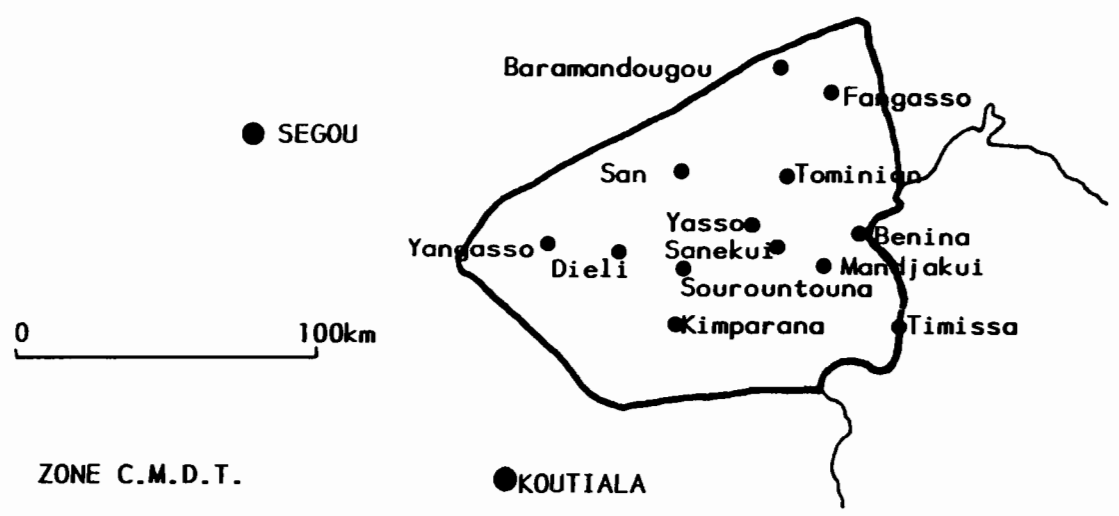 Baramandougou
Fangasso
SEGOU
San
Tominian
Yasso
Benina
Yangasso
Sanekui
Dieli
Mandjakui
Sourountouna
Kimparana
Timissa
0 100km
ZONE C.M.D.T.
KOUTIALA